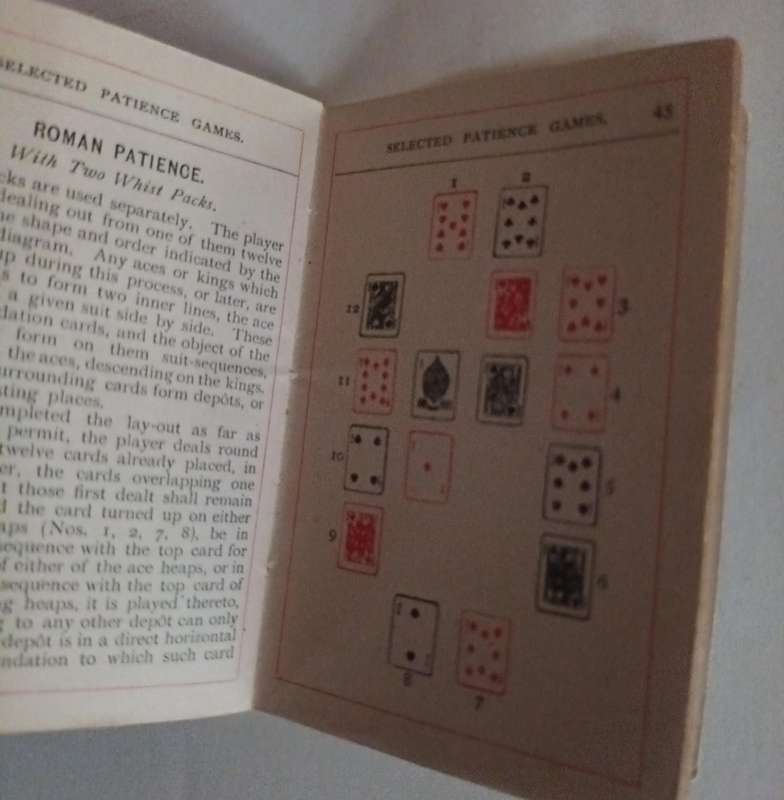 SELECTED PATIENCE GAMES.
ROMAN PATIENCE.
With Two Whist Packs.
cks are used separately. The player
dealing out from one of them twelve
ne shape and order indicated by the
diagram. Any aces or kings which
up during this process, or later, are
s to form two inner lines, the ace
a given suit side by side. These
dation cards, and the object of the
form on them suit-sequences,
the aces, descending on the kings.
urrounding cards form depôts, or
sting places.
ompleted the lay-out as far as
permit, the player deals round
twelve cards already placed, in
er, the cards overlapping one
t those first dealt shall remain
d the card turned up on either
aps (Nos. 1, 2, 7, 8), be in
sequence with the top card for
f either of the ace heaps, or in
sequence with the top card of
ng heaps, it is played thereto,
g to any other depôt can only
depôt is in a direct horizontal
ndation to which such card
SELECTED PATIENCE GAMES. 45
1 2
12 3
11 4
10 5
9
6
8
7